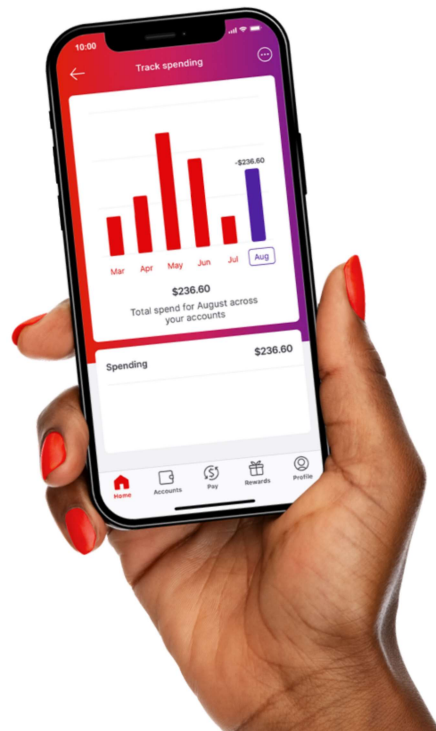 10:00
Track spending
-$236.60
Mar Apr May Jun Jul Aug
$236.60
Total spend for August across
your accounts
Spending $236.60
Home Accounts Pay Rewards Profile